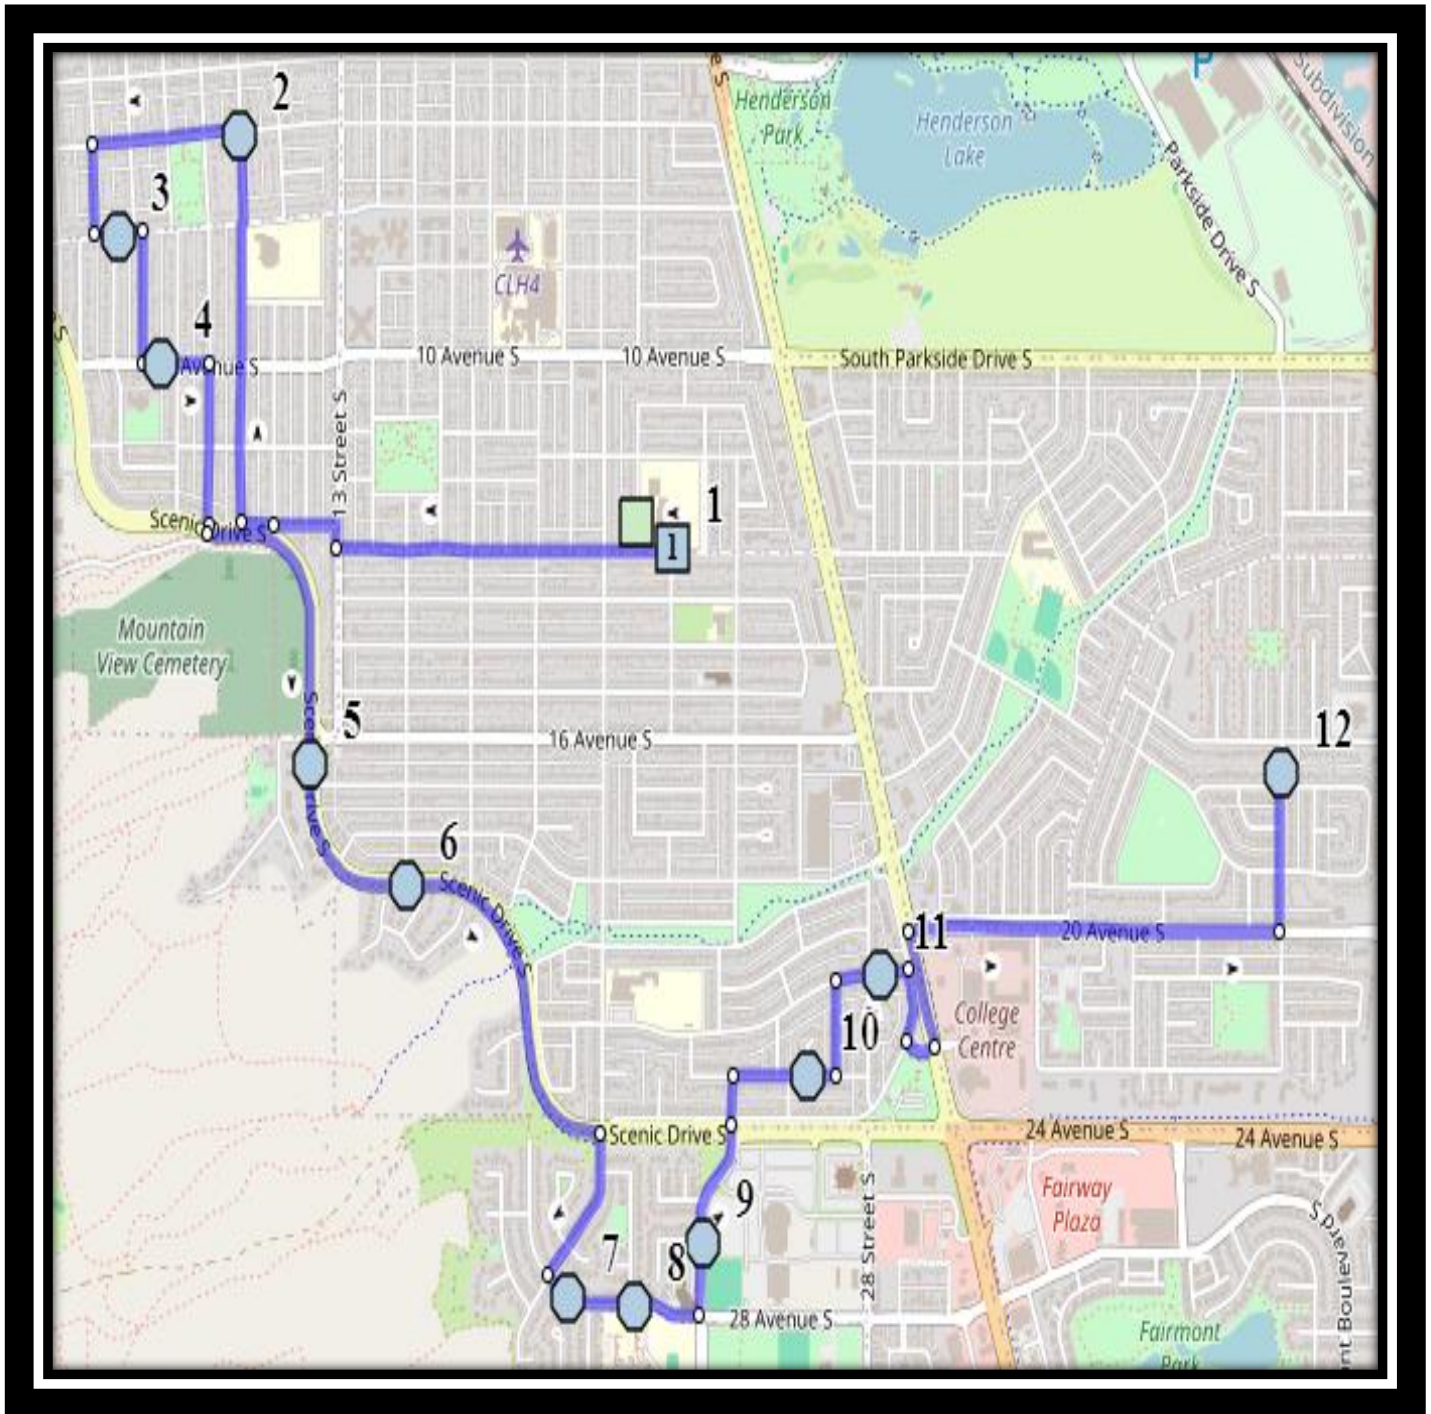 P
Subdivision
2
e S
Henderson
Park
Henderson
Lake
Parkside Drive S
3
CLH4
4
S
Avenue S
10 Avenue S
10 Avenue S
South Parkside Drive S
13 Street S
1
1
Scenic Drive S
Mountain
View Cemetery
Scenic Drive S
5
16 Avenue S
12
6
Scenic Drive S
11
20 Avenue S
10
College
Centre
Scenic Drive S
24 Avenue S
24 Avenue S
28 Street S
9
Fairway
Plaza
7
8
28 Avenue S
Fairmont
Park
nt Boulevard S